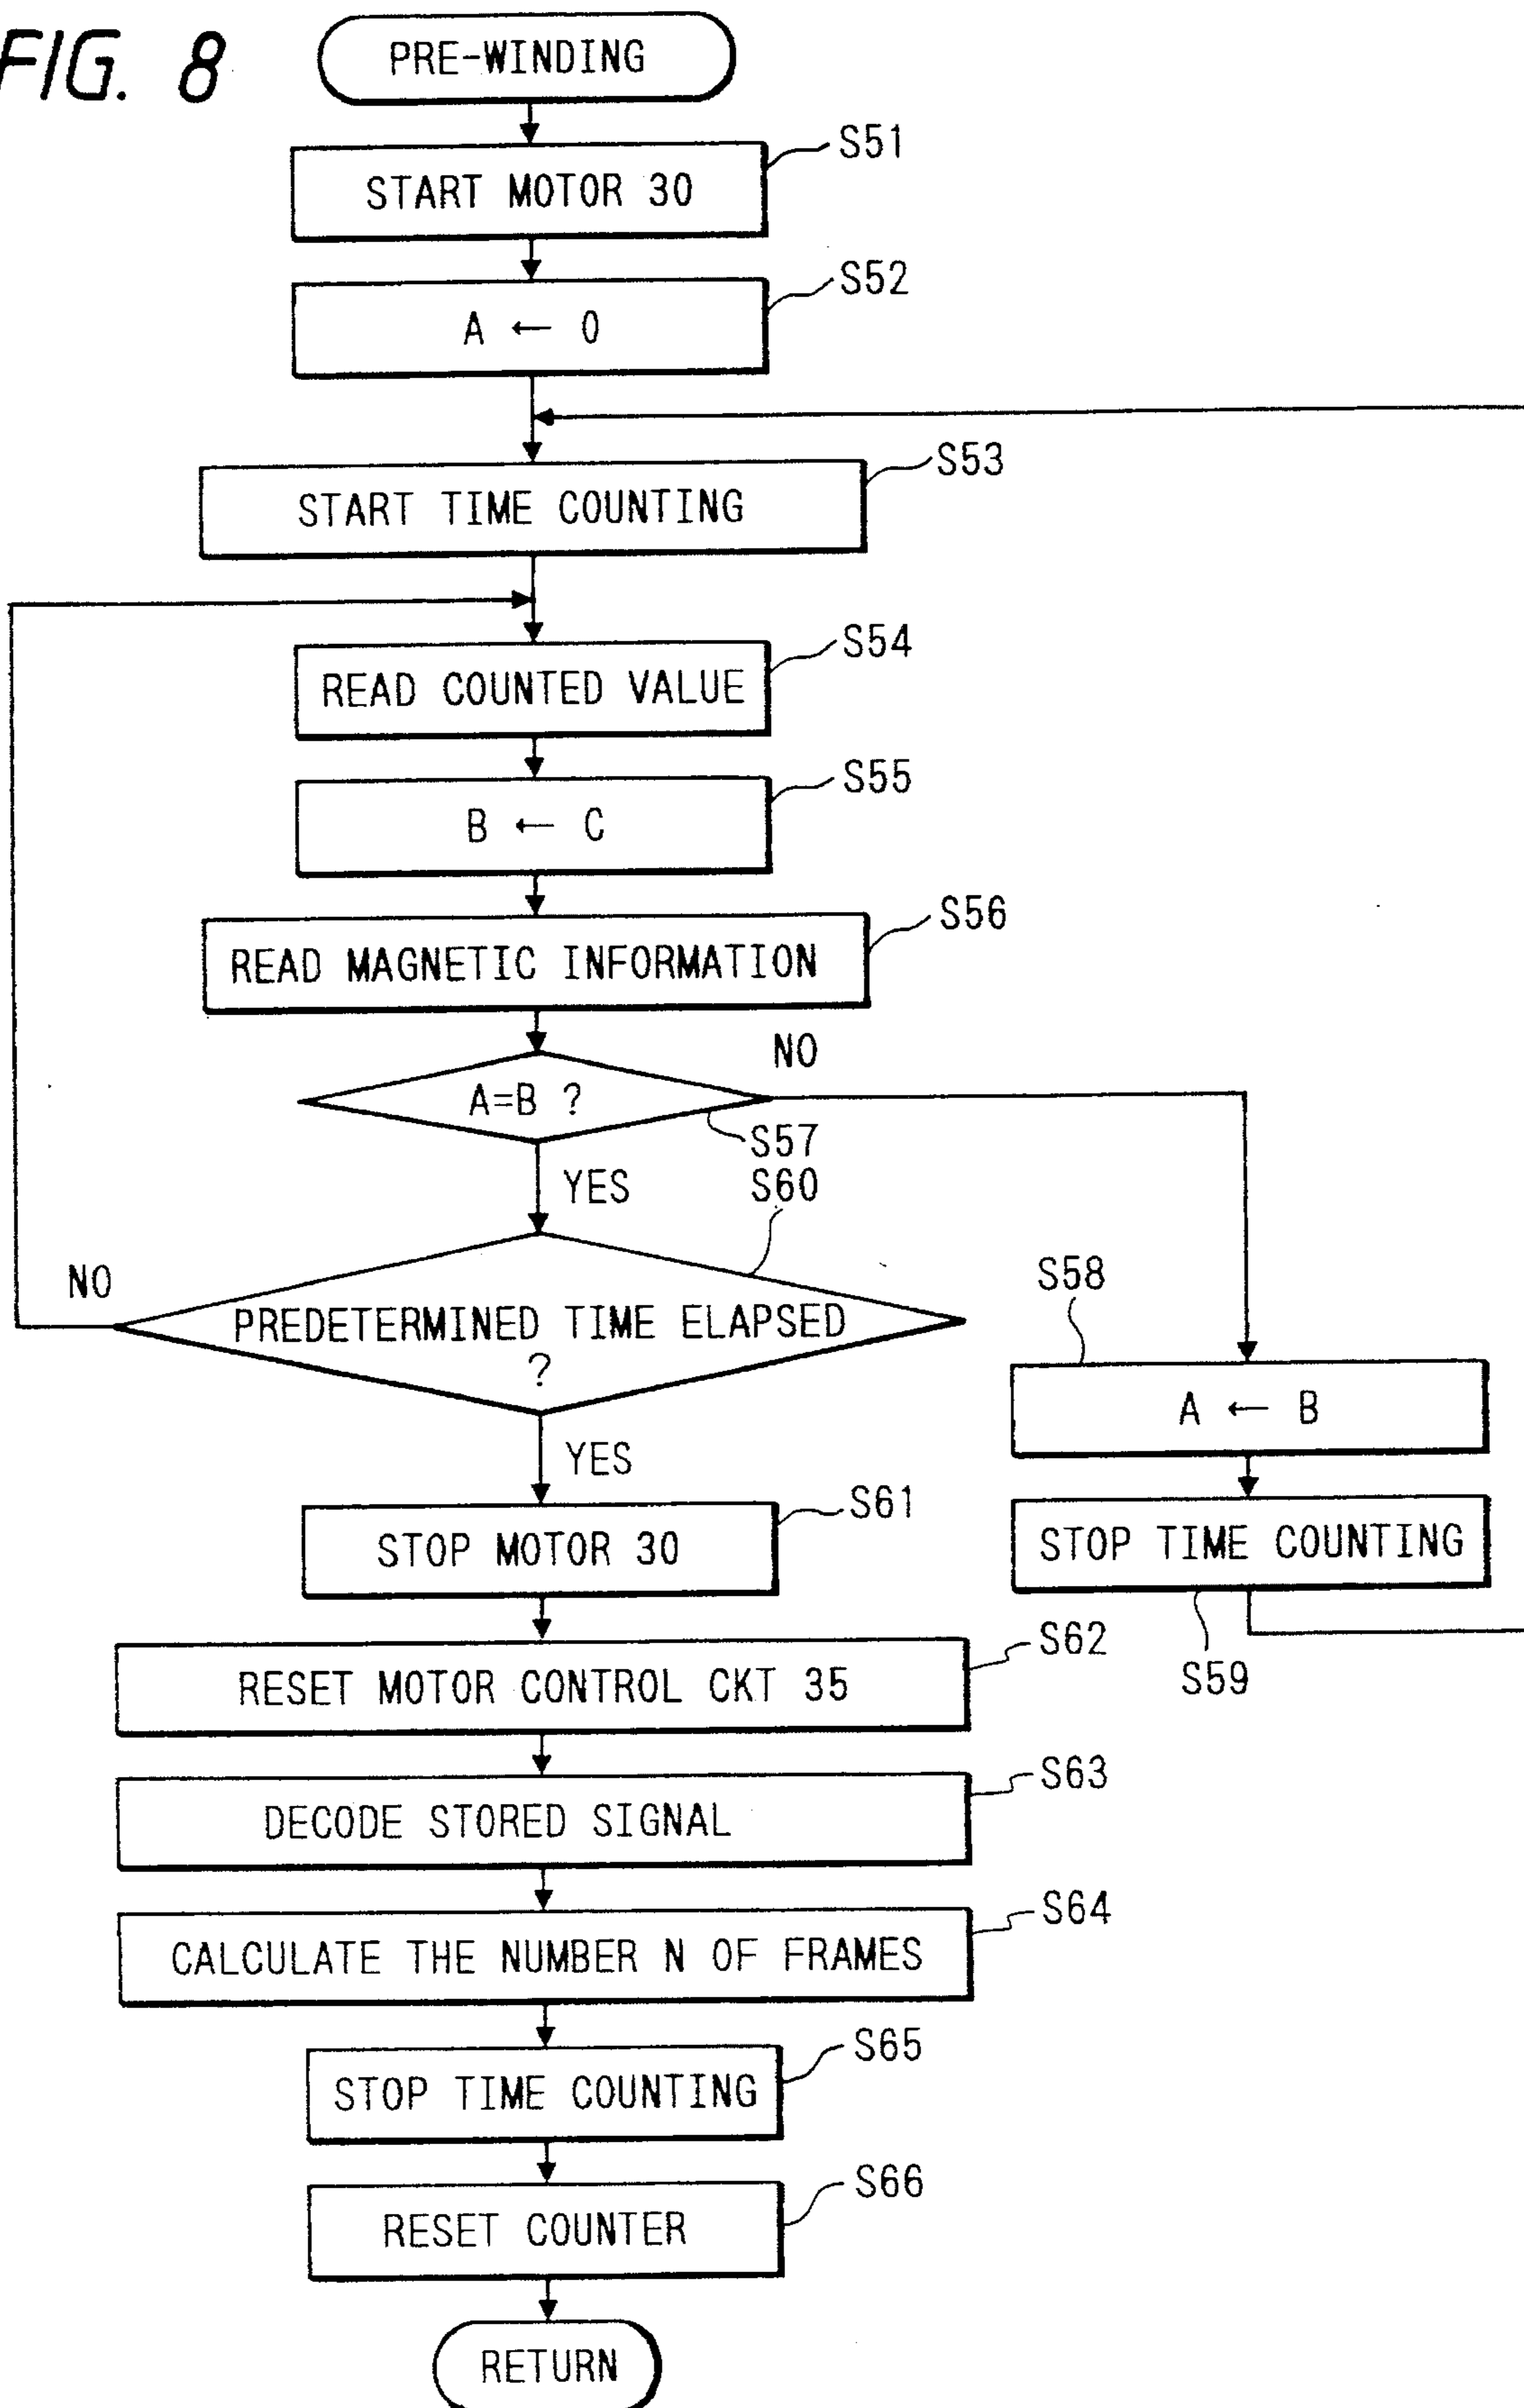 FIG. 8
PRE-WINDING
S51
START MOTOR 30
S52
A ← 0
S53
START TIME COUNTING
S54
READ COUNTED VALUE
S55
B ← C
S56
READ MAGNETIC INFORMATION
NO
A=B ?
S57
YES
S60
NO
PREDETERMINED TIME ELAPSED
?
S58
A ← B
YES
S61
STOP MOTOR 30
STOP TIME COUNTING
S59
S62
RESET MOTOR CONTROL CKT 35
S63
DECODE STORED SIGNAL
S64
CALCULATE THE NUMBER N OF FRAMES
S65
STOP TIME COUNTING
S66
RESET COUNTER
RETURN